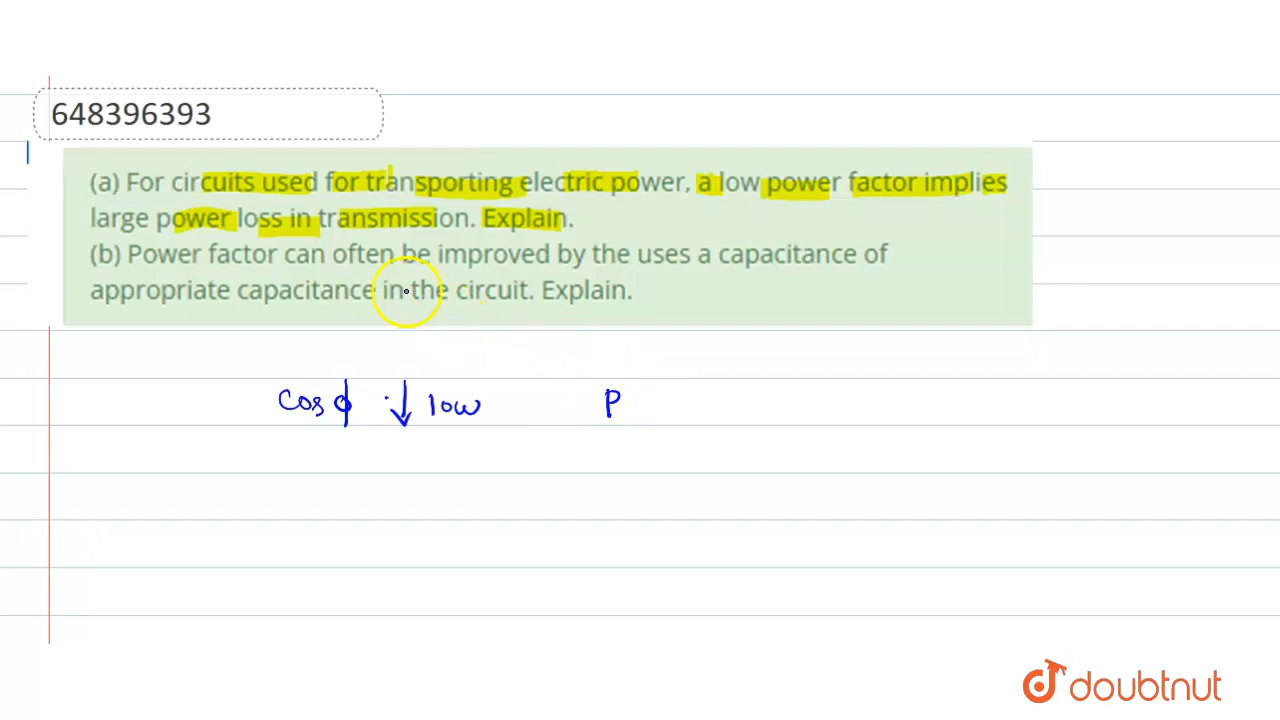 648396393
(a) For circuits used for transporting electric power, a low power factor implies
large power loss in transmission. Explain.
(b) Power factor can often be improved by the uses a capacitance of
appropriate capacitance in the circuit. Explain.
cos ϕ ↓ low P
doubtnut